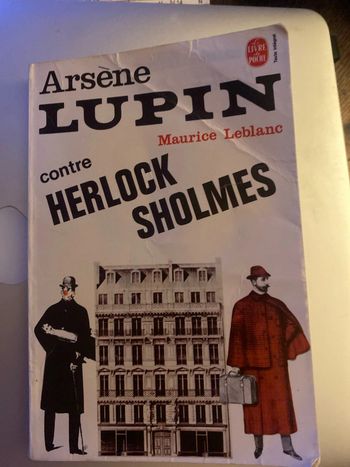 Arsène
LE LIVRE
DE
POCHE
Texte intégral
LUPIN
Maurice Leblanc
contre
HERLOCK
SHOLMES